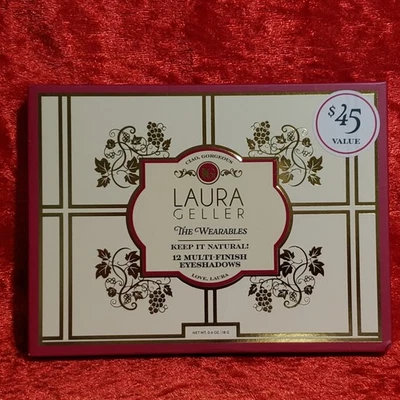 $45
VALUE
CIAO, GORGEOUS
LAURA
GELLER
THE WEARABLES
KEEP IT NATURAL!
12 MULTI-FINISH
EYESHADOWS
LOVE, LAURA